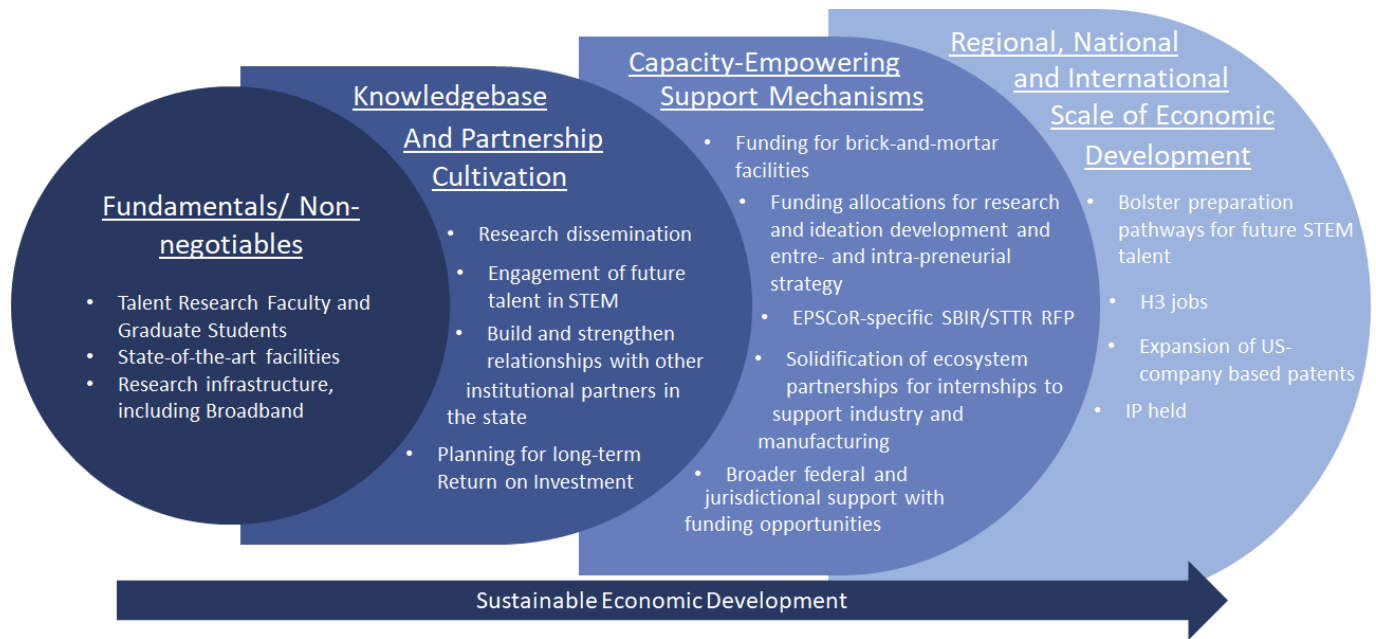 Fundamentals/ Non-
negotiables
• Talent Research Faculty and
Graduate Students
• State-of-the-art facilities
• Research infrastructure,
including Broadband
Knowledgebase
And Partnership
Cultivation
• Research dissemination
• Engagement of future
talent in STEM
• Build and strengthen
relationships with other
institutional partners in
the state
• Planning for long-term
Return on Investment
Capacity-Empowering
Support Mechanisms
• Funding for brick-and-mortar
facilities
• Funding allocations for research
and ideation development and
entre- and intra-preneurial
strategy
• EPSCoR-specific SBIR/STTR RFP
• Solidification of ecosystem
partnerships for internships to
support industry and
manufacturing
• Broader federal and
jurisdictional support with
funding opportunities
Regional, National
and International
Scale of Economic
Development
• Bolster preparation
pathways for future STEM
talent
• H3 jobs
• Expansion of US-
company based patents
• IP held
Sustainable Economic Development